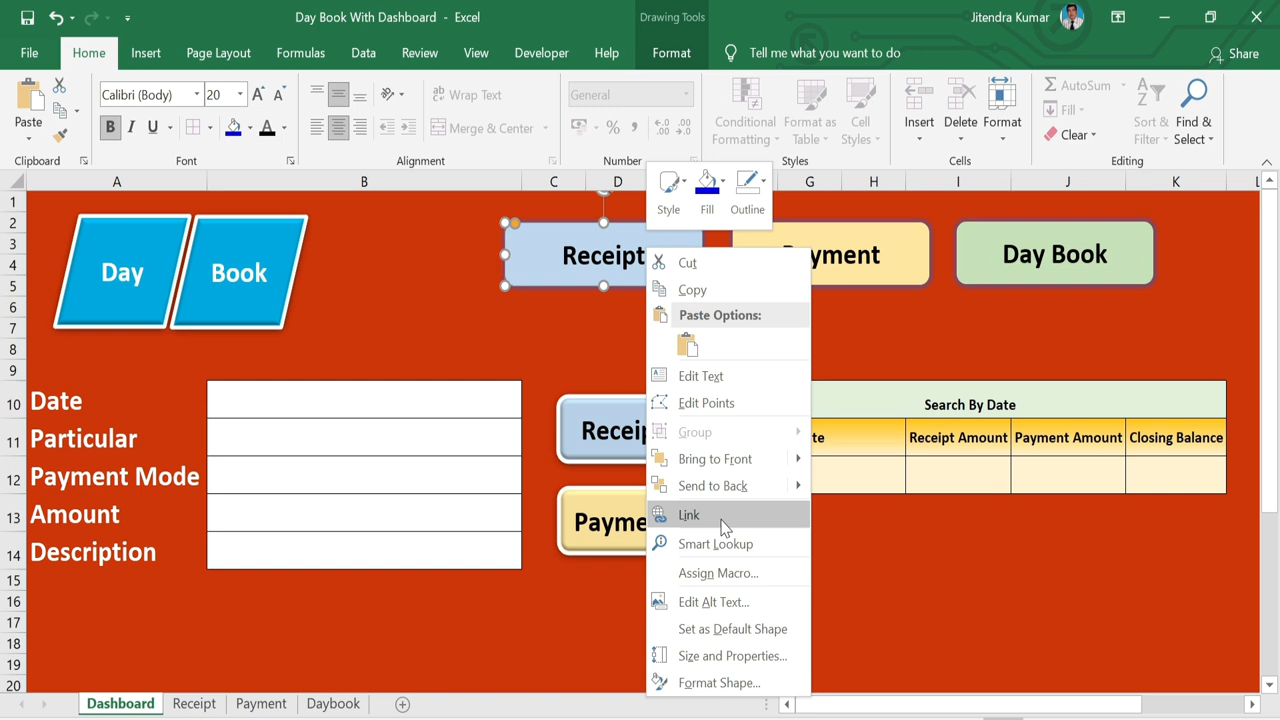 Day Book With Dashboard - Excel
Drawing Tools
Jitendra Kumar
File Home Insert Page Layout Formulas Data Review View Developer Help Format Tell me what you want to do Share
Calibri (Body) 20 A A
Wrap Text
General
Paste
B I U A
Merge & Center
% ,
Conditional Formatting
Format as Table
Cell Styles
Insert
Delete
Format
AutoSum
Fill
Clear
Sort & Filter
Find & Select
Clipboard Font Alignment Number Styles Cells Editing
Style Fill Outline
A B C D G H I J K
1
2
3
4
5
6
7
8
9
10
11
12
13
14
15
16
17
18
19
20
Day Book
Receipt
Payment
Day Book
Date
Particular
Payment Mode
Amount
Description
Search By Date
Receipt Amount Payment Amount Closing Balance
Cut
Copy
Paste Options:
Edit Text
Edit Points
Group
Bring to Front
Send to Back
Link
Smart Lookup
Assign Macro...
Edit Alt Text...
Set as Default Shape
Size and Properties...
Format Shape...
Dashboard Receipt Payment Daybook